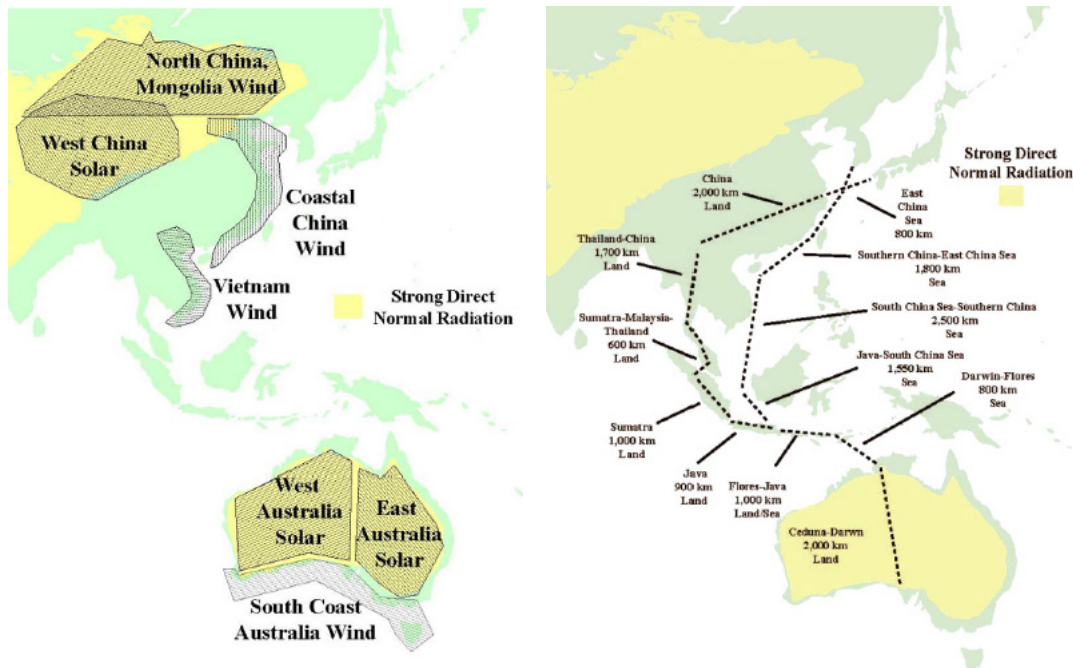 North China,
Mongolia Wind
West China
Solar
Coastal
China
Wind
Vietnam
Wind
Strong Direct
Normal Radiation
West
Australia
Solar
East
Australia
Solar
South Coast
Australia Wind
Strong Direct
Normal Radiation
China
2,000 km
Land
East
China
Sea
800 km
Thailand-China
1,700 km
Land
Southern China-East China Sea
1,800 km
Sea
Sumatra-Malaysia-
Thailand
600 km
Land
South China Sea-Southern China
2,500 km
Sea
Java-South China Sea
1,550 km
Sea
Darwin-Flores
800 km
Sea
Sumatra
1,000 km
Land
Java
900 km
Land
Flores-Java
1,000 km
Land/Sea
Ceduna-Darwn
2,000 km
Land